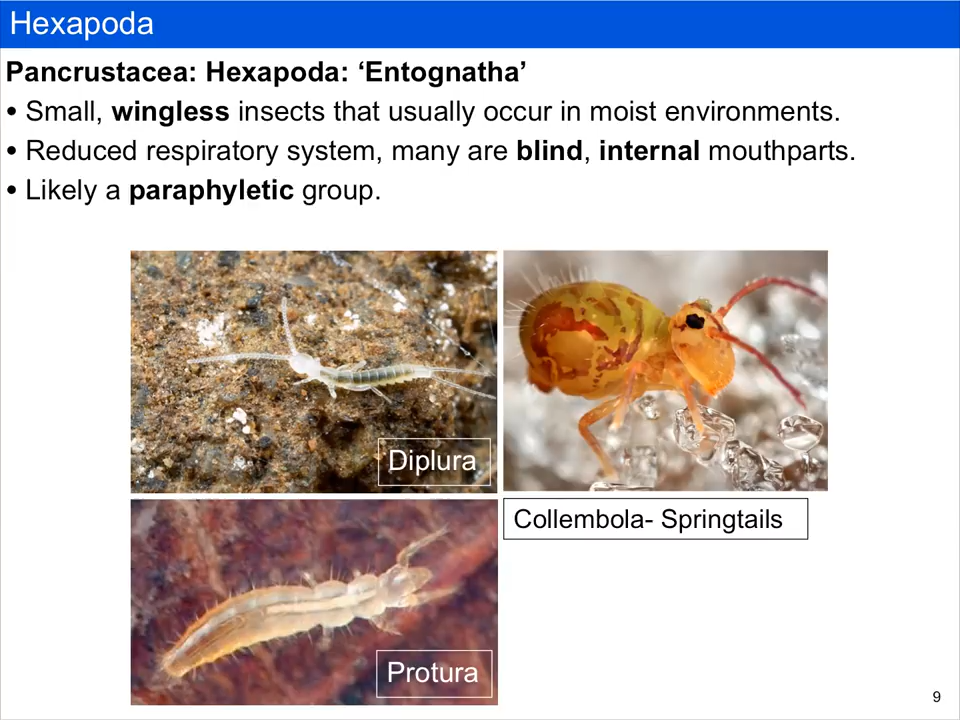 Hexapoda
Pancrustacea: Hexapoda: ‘Entognatha’
• Small, wingless insects that usually occur in moist environments.
• Reduced respiratory system, many are blind, internal mouthparts.
• Likely a paraphyletic group.
Diplura
Collembola- Springtails
Protura
9